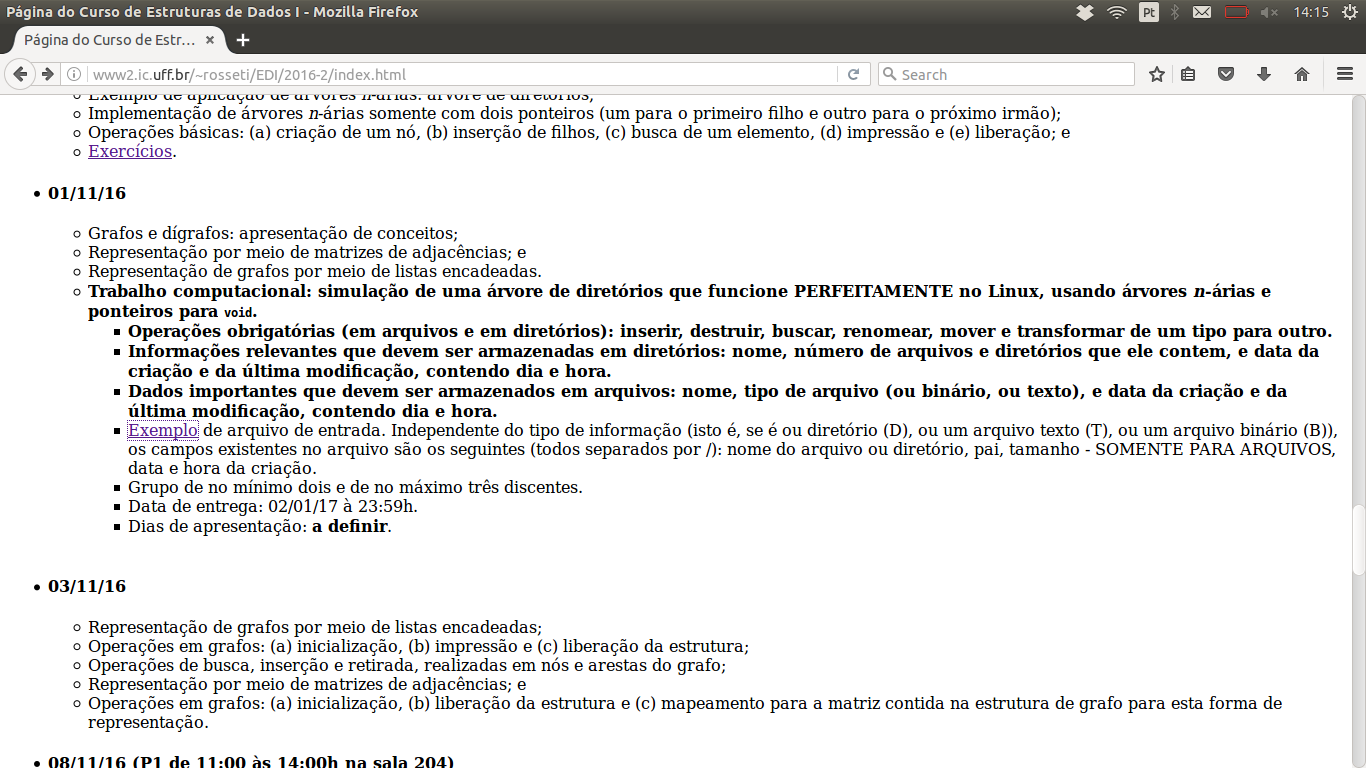 Página do Curso de Estruturas de Dados I - Mozilla Firefox
Pt
14:15
Página do Curso de Estr...
www2.ic.uff.br/~rosseti/EDI/2016-2/index.html
Search
Exemplo de aplicação de árvores n-árias: árvore de diretórios;
Implementação de árvores n-árias somente com dois ponteiros (um para o primeiro filho e outro para o próximo irmão);
Operações básicas: (a) criação de um nó, (b) inserção de filhos, (c) busca de um elemento, (d) impressão e (e) liberação; e
Exercícios.
01/11/16
Grafos e dígrafos: apresentação de conceitos;
Representação por meio de matrizes de adjacências; e
Representação de grafos por meio de listas encadeadas.
Trabalho computacional: simulação de uma árvore de diretórios que funcione PERFEITAMENTE no Linux, usando árvores n-árias e
ponteiros para void.
Operações obrigatórias (em arquivos e em diretórios): inserir, destruir, buscar, renomear, mover e transformar de um tipo para outro.
Informações relevantes que devem ser armazenadas em diretórios: nome, número de arquivos e diretórios que ele contem, e data da
criação e da última modificação, contendo dia e hora.
Dados importantes que devem ser armazenados em arquivos: nome, tipo de arquivo (ou binário, ou texto), e data da criação e da
última modificação, contendo dia e hora.
Exemplo de arquivo de entrada. Independente do tipo de informação (isto é, se é ou diretório (D), ou um arquivo texto (T), ou um arquivo binário (B)),
os campos existentes no arquivo são os seguintes (todos separados por /): nome do arquivo ou diretório, pai, tamanho - SOMENTE PARA ARQUIVOS,
data e hora da criação.
Grupo de no mínimo dois e de no máximo três discentes.
Data de entrega: 02/01/17 à 23:59h.
Dias de apresentação: a definir.
03/11/16
Representação de grafos por meio de listas encadeadas;
Operações em grafos: (a) inicialização, (b) impressão e (c) liberação da estrutura;
Operações de busca, inserção e retirada, realizadas em nós e arestas do grafo;
Representação por meio de matrizes de adjacências; e
Operações em grafos: (a) inicialização, (b) liberação da estrutura e (c) mapeamento para a matriz contida na estrutura de grafo para esta forma de
representação.
08/11/16 (P1 de 11:00 às 14:00h na sala 204)